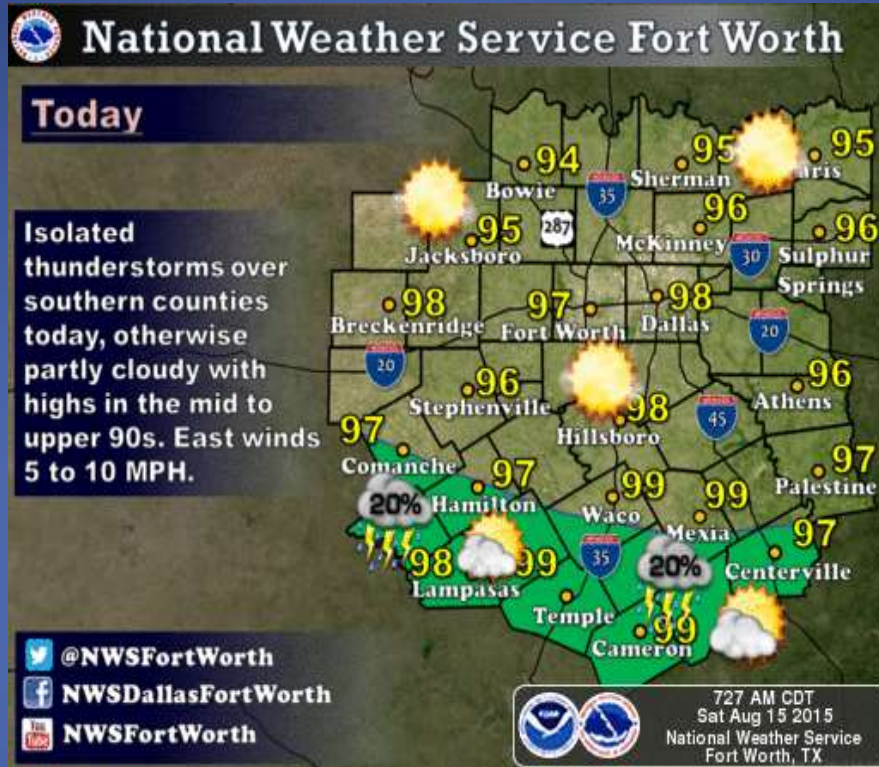 National Weather Service Fort Worth
Today
Isolated
thunderstorms over
southern counties
today, otherwise
partly cloudy with
highs in the mid to
upper 90s. East winds
5 to 10 MPH.
94
Bowie
35
95
Sherman
95
aris
95
Jacksboro
287
96
McKinney
30
96
Sulphur
Springs
98
Breckenridge
97
Fort Worth
98
Dallas
20
20
96
Stephenville
98
Hillsboro
45
96
Athens
97
Comanche
97
Hamilton
99
Waco
99
Mexia
97
Palestine
20%
98
Lampasas
99
Temple
35
20%
97
Centerville
99
Cameron
@NWSFortWorth
NWSDallasFortWorth
You
Tube
NWSFortWorth
NOAA
727 AM CDT
Sat Aug 15 2015
National Weather Service
Fort Worth, TX